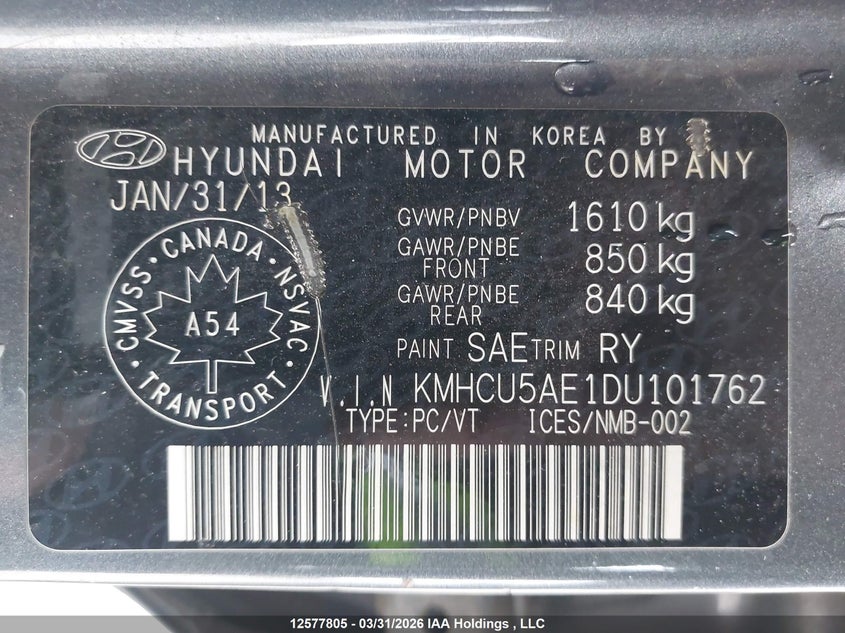 MANUFACTURED IN KOREA BY
HYUNDAI MOTOR COMPANY
JAN/31/13
GVWR/PNBV 1610 kg
GAWR/PNBE FRONT 850 kg
GAWR/PNBE REAR 840 kg
CANADA · NSVAC · TRANSPORT · CMVSS ·
A54
PAINT SAE TRIM RY
V.I.N KMHCU5AE1DU101762
TYPE:PC/VT ICES/NMB-002
12577805 - 03/31/2026 IAA Holdings , LLC